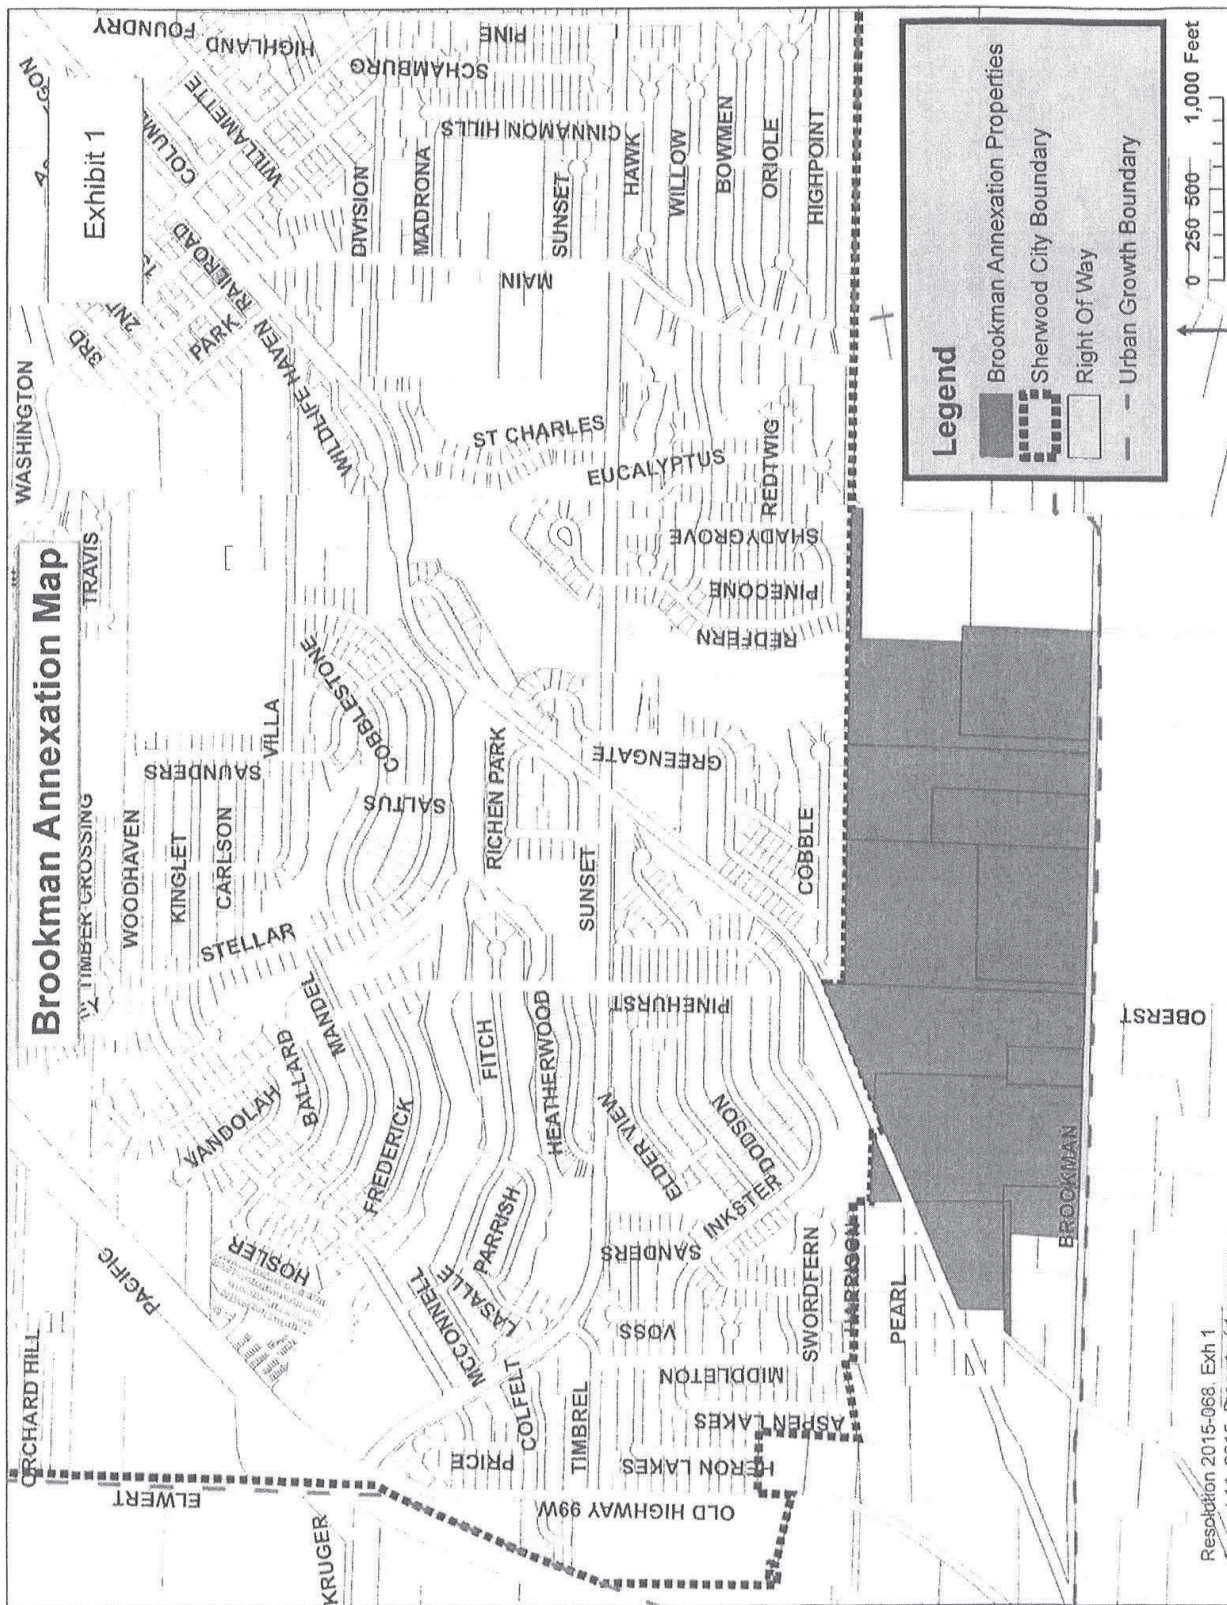 Brookman Annexation Map
Exhibit 1
WASHINGTON
TRAVIS
TIMBER CROSSING
WOODHAVEN
KINGLET
CARLSON
SAUNDERS
VILLA
STELLAR
COBBLESTONE
SALTUS
MANDEL
BALLARD
VANDOLAH
FREDERICK
HOSLER
PACIFIC
ORCHARD HILL
ELWERT
KRUGER
3RD
2ND
PARK
RAILROAD
WILLAMETTE
HIGHLAND
FOUNDRY
WILDLIFE HAVEN
DIVISION
MADRONA
SCHAMBURG
PINE
CINNAMON HILLS
SUNSET
MAIN
ST CHARLES
HAWK
WILLOW
BOWMEN
ORIOLE
HIGHPOINT
EUCALYPTUS
REDTWIG
SHADYGROVE
PINECONE
REDFERN
RICHEN PARK
SUNSET
GREENGATE
COBBLE
FITCH
HEATHERWOOD
PINEHURST
PARRISH
LASALLE
MCCONNELL
COLFELT
PRICE
TIMBREL
ELDER VIEW
DODSON
INKSTER
SANDERS
VOSS
MIDDLETON
SWORDFERN
ASPEN LAKES
HERON LAKES
OLD HIGHWAY 99W
HARRISON
PEARL
BROOKMAN
OBERST
Legend
Brookman Annexation Properties
Sherwood City Boundary
Right Of Way
Urban Growth Boundary
0 250 500 1,000 Feet
Resolution 2015-068, Exh 1